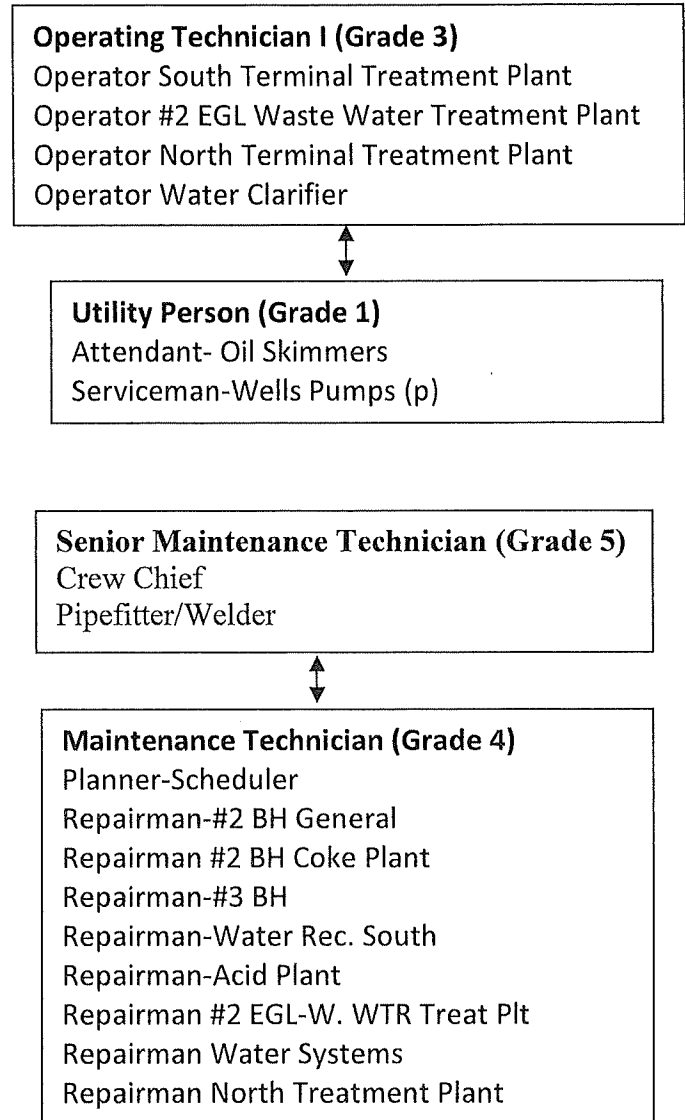 Operating Technician I (Grade 3)
Operator South Terminal Treatment Plant
Operator #2 EGL Waste Water Treatment Plant
Operator North Terminal Treatment Plant
Operator Water Clarifier
Utility Person (Grade 1)
Attendant- Oil Skimmers
Serviceman-Wells Pumps (p)
Senior Maintenance Technician (Grade 5)
Crew Chief
Pipefitter/Welder
Maintenance Technician (Grade 4)
Planner-Scheduler
Repairman-#2 BH General
Repairman #2 BH Coke Plant
Repairman-#3 BH
Repairman-Water Rec. South
Repairman-Acid Plant
Repairman #2 EGL-W. WTR Treat Plt
Repairman Water Systems
Repairman North Treatment Plant